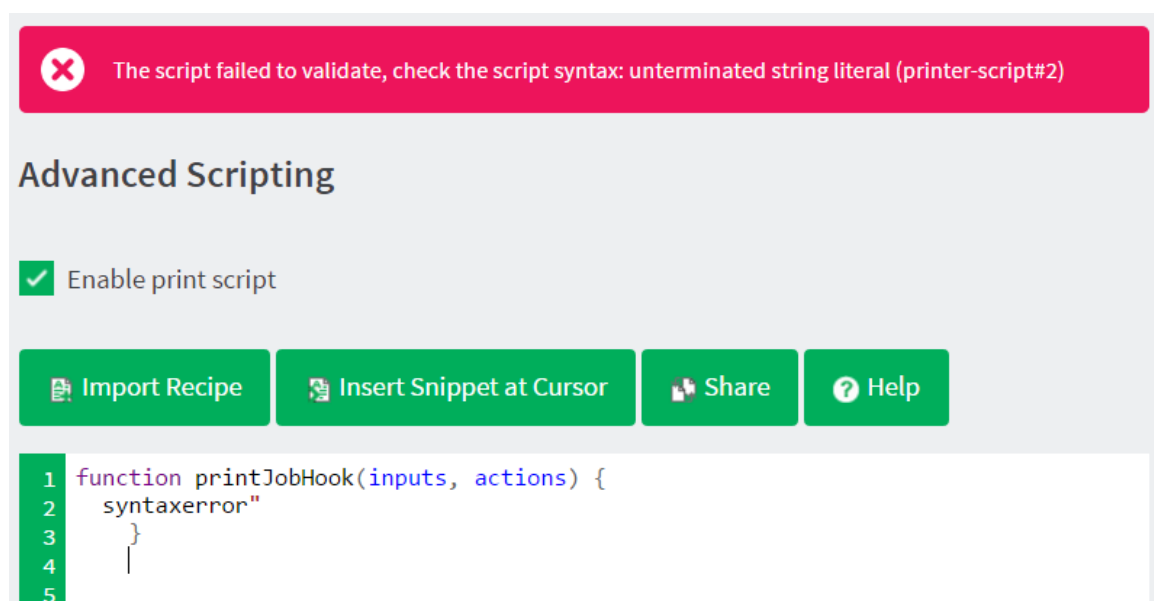 The script failed to validate, check the script syntax: unterminated string literal (printer-script#2)
Advanced Scripting
Enable print script
Import Recipe Insert Snippet at Cursor Share Help
1 function printJobHook(inputs, actions) {
2 syntaxerror"
3 }
4
5